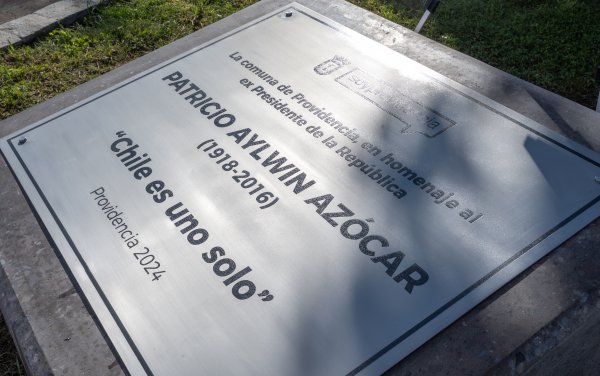 La comuna de Providencia, en homenaje al
ex Presidente de la República
PATRICIO AYLWIN AZÓCAR
(1918-2016)
“Chile es uno solo”
Providencia 2024